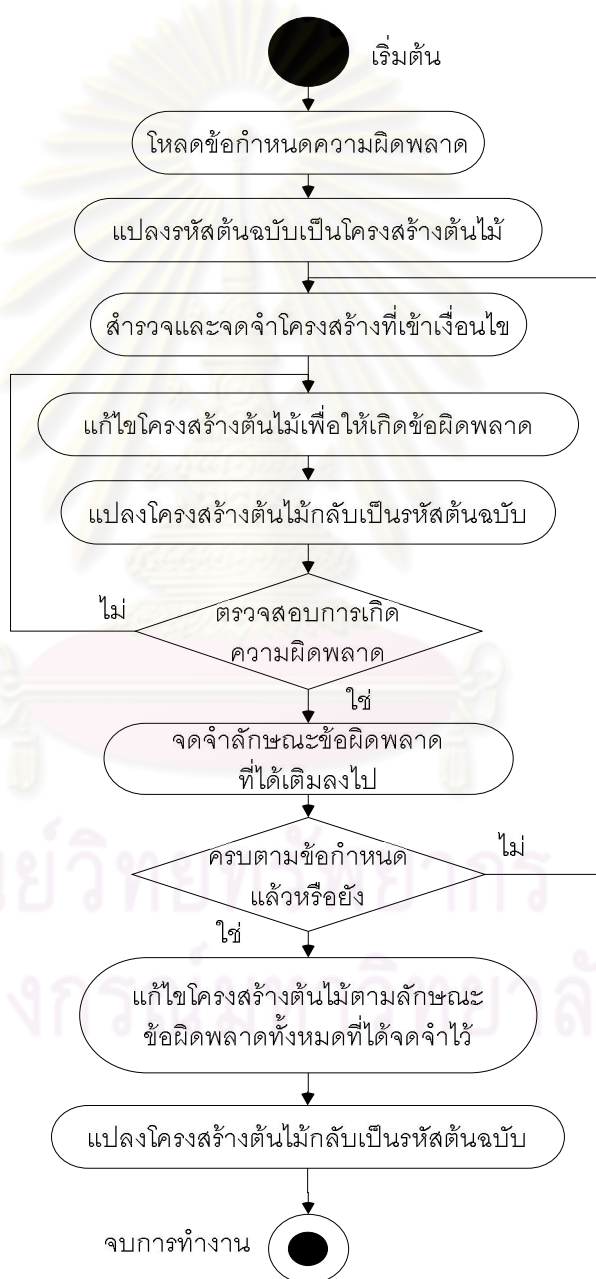 เริ่มต้น
โหลดข้อกำหนดความผิดพลาด
แปลงรหัสต้นฉบับเป็นโครงสร้างต้นไม้
สำรวจและจดจำโครงสร้างที่เข้าเงื่อนไข
แก้ไขโครงสร้างต้นไม้เพื่อให้เกิดข้อผิดพลาด
แปลงโครงสร้างต้นไม้กลับเป็นรหัสต้นฉบับ
ไม่
ตรวจสอบการเกิด
ความผิดพลาด
ใช่
จดจำลักษณะข้อผิดพลาด
ที่ได้เติมลงไป
ไม่
ครบตามข้อกำหนด
แล้วหรือยัง
ใช่
แก้ไขโครงสร้างต้นไม้ตามลักษณะ
ข้อผิดพลาดทั้งหมดที่ได้จดจำไว้
แปลงโครงสร้างต้นไม้กลับเป็นรหัสต้นฉบับ
จบการทำงาน